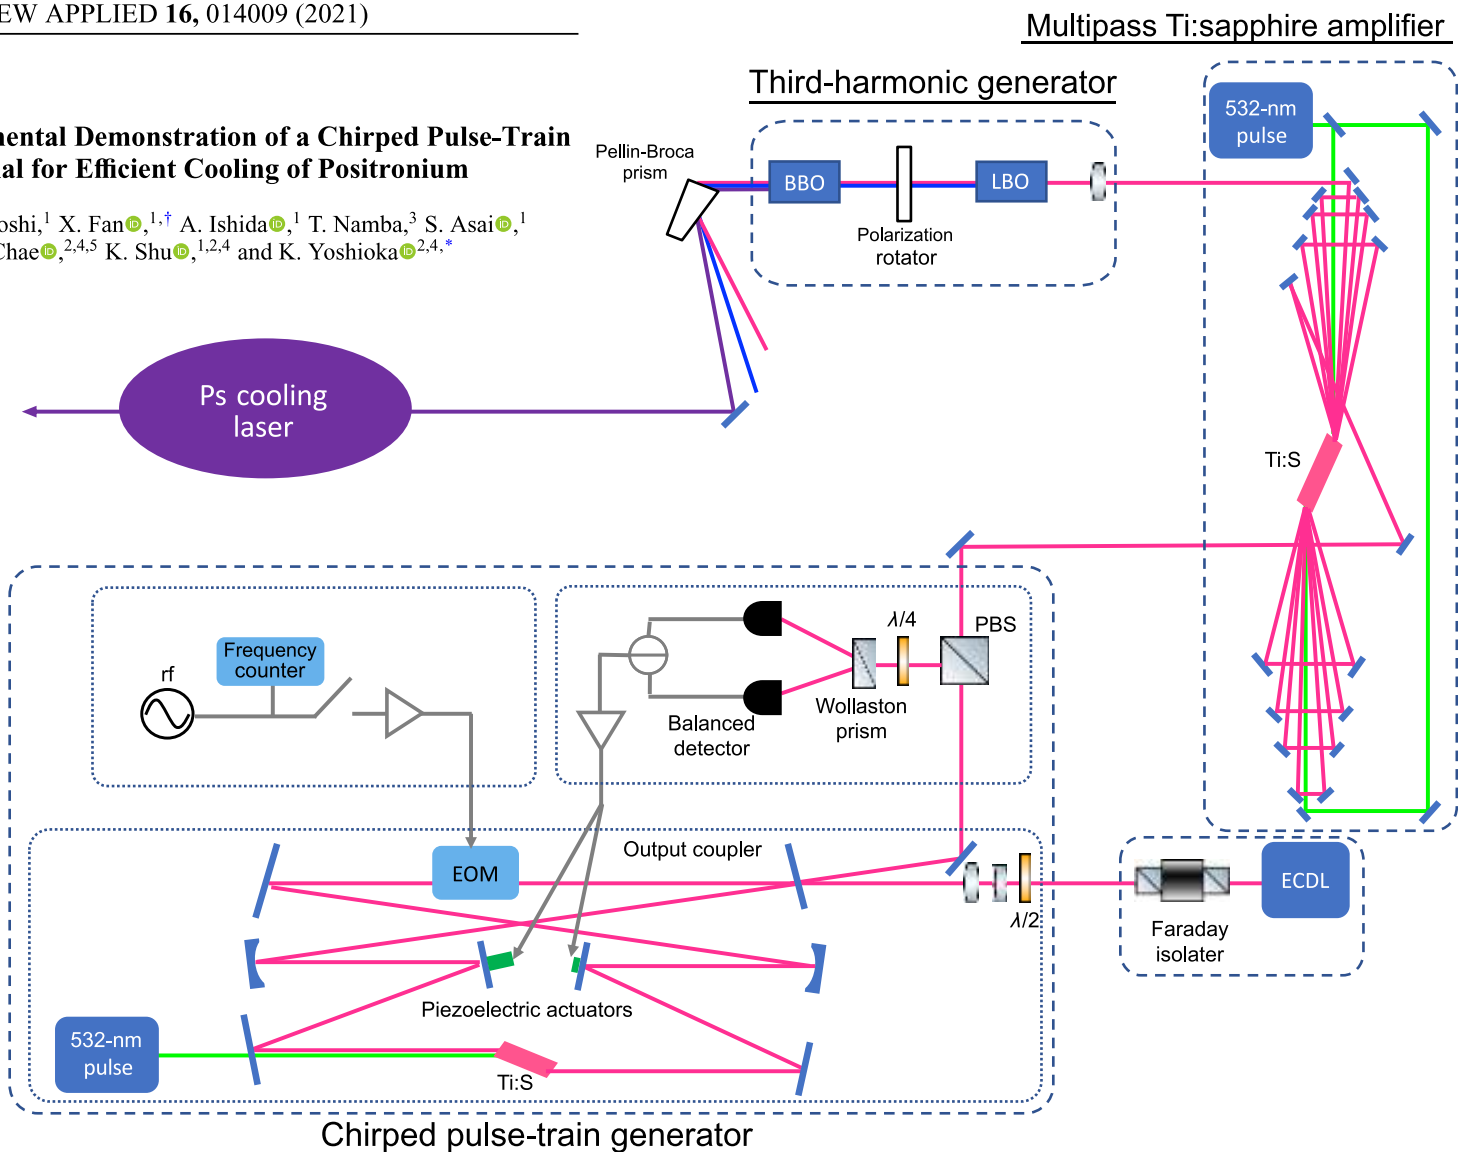 EW APPLIED 16, 014009 (2021)
Multipass Ti:sapphire amplifier
Third-harmonic generator
mental Demonstration of a Chirped Pulse-Train
al for Efficient Cooling of Positronium
oshi,1 X. Fan,1,† A. Ishida,1 T. Namba,3 S. Asai,1
Chae,2,4,5 K. Shu,1,2,4 and K. Yoshioka2,4,*
Pellin-Broca
prism
BBO
LBO
Polarization
rotator
532-nm
pulse
Ps cooling
laser
Ti:S
rf
Frequency
counter
λ/4
PBS
Balanced
detector
Wollaston
prism
EOM
Output coupler
λ/2
Faraday
isolater
ECDL
Piezoelectric actuators
532-nm
pulse
Ti:S
Chirped pulse-train generator